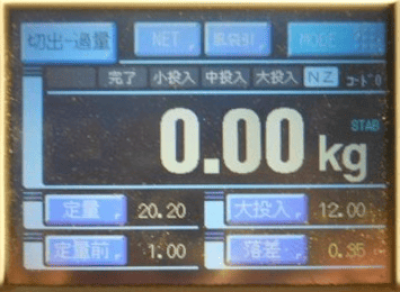 切出-過量 NET 風袋引 MODE
完了 小投入 中投入 大投入 NZ コード0
STAB
0.00 kg
定量 20.20 大投入 12.00
定量前 1.00 落差 0.35